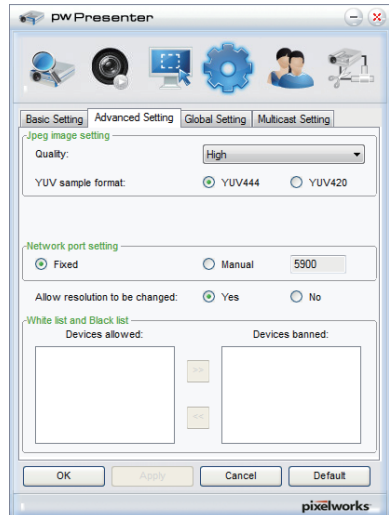 pwPresenter
Basic Setting Advanced Setting Global Setting Multicast Setting
Jpeg image setting
Quality: High
YUV sample format: YUV444 YUV420
Network port setting
Fixed Manual 5900
Allow resolution to be changed: Yes No
White list and Black list
Devices allowed: Devices banned:
>>
<<
OK Apply Cancel Default
pixelworks